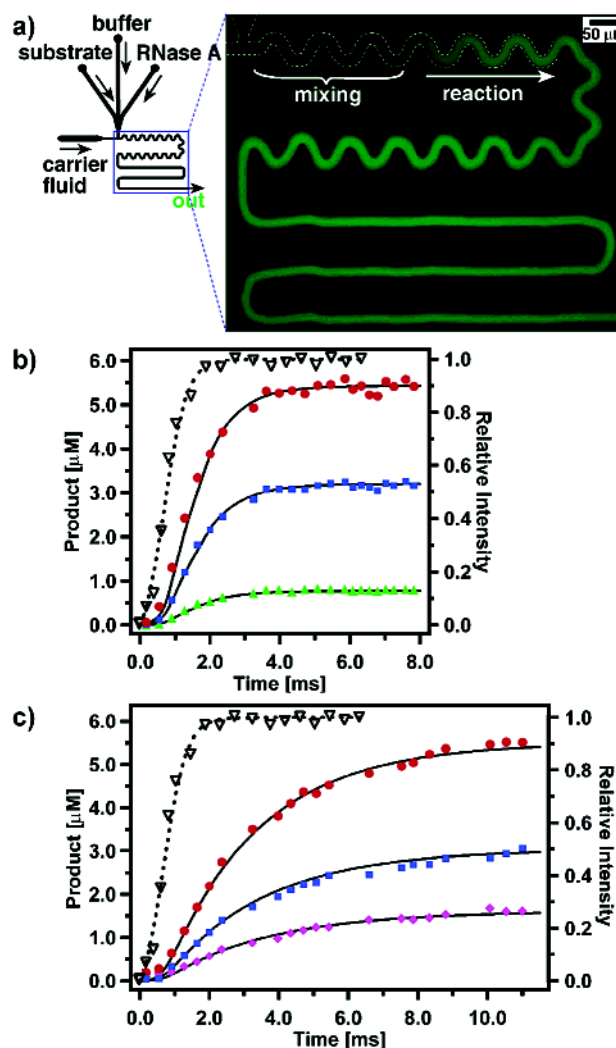 a)
buffer
substrate
RNase A
carrier
fluid
out
mixing
reaction
b)
6.0
5.0
4.0
3.0
2.0
1.0
0.0
Product [µM]
1.0
0.8
0.6
0.4
0.2
0.0
Relative Intensity
0.0 2.0 4.0 6.0 8.0
Time [ms]
c)
6.0
5.0
4.0
3.0
2.0
1.0
0.0
Product [µM]
1.0
0.8
0.6
0.4
0.2
0.0
Relative Intensity
0.0 2.0 4.0 6.0 8.0 10.0
Time [ms]